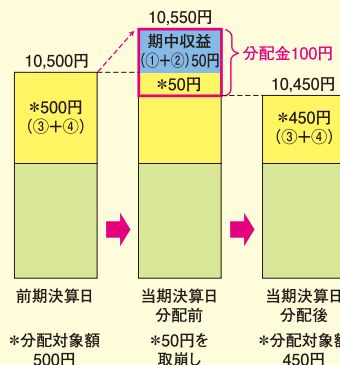 10,550円
10,500円
期中収益
(①+②)50円
分配金100円
10,450円
*50円
*500円
(③+④)
*450円
(③+④)
前期決算日
当期決算日
分配前
当期決算日
分配後
*分配対象額
500円
*50円を
取崩し
*分配対象額
450円